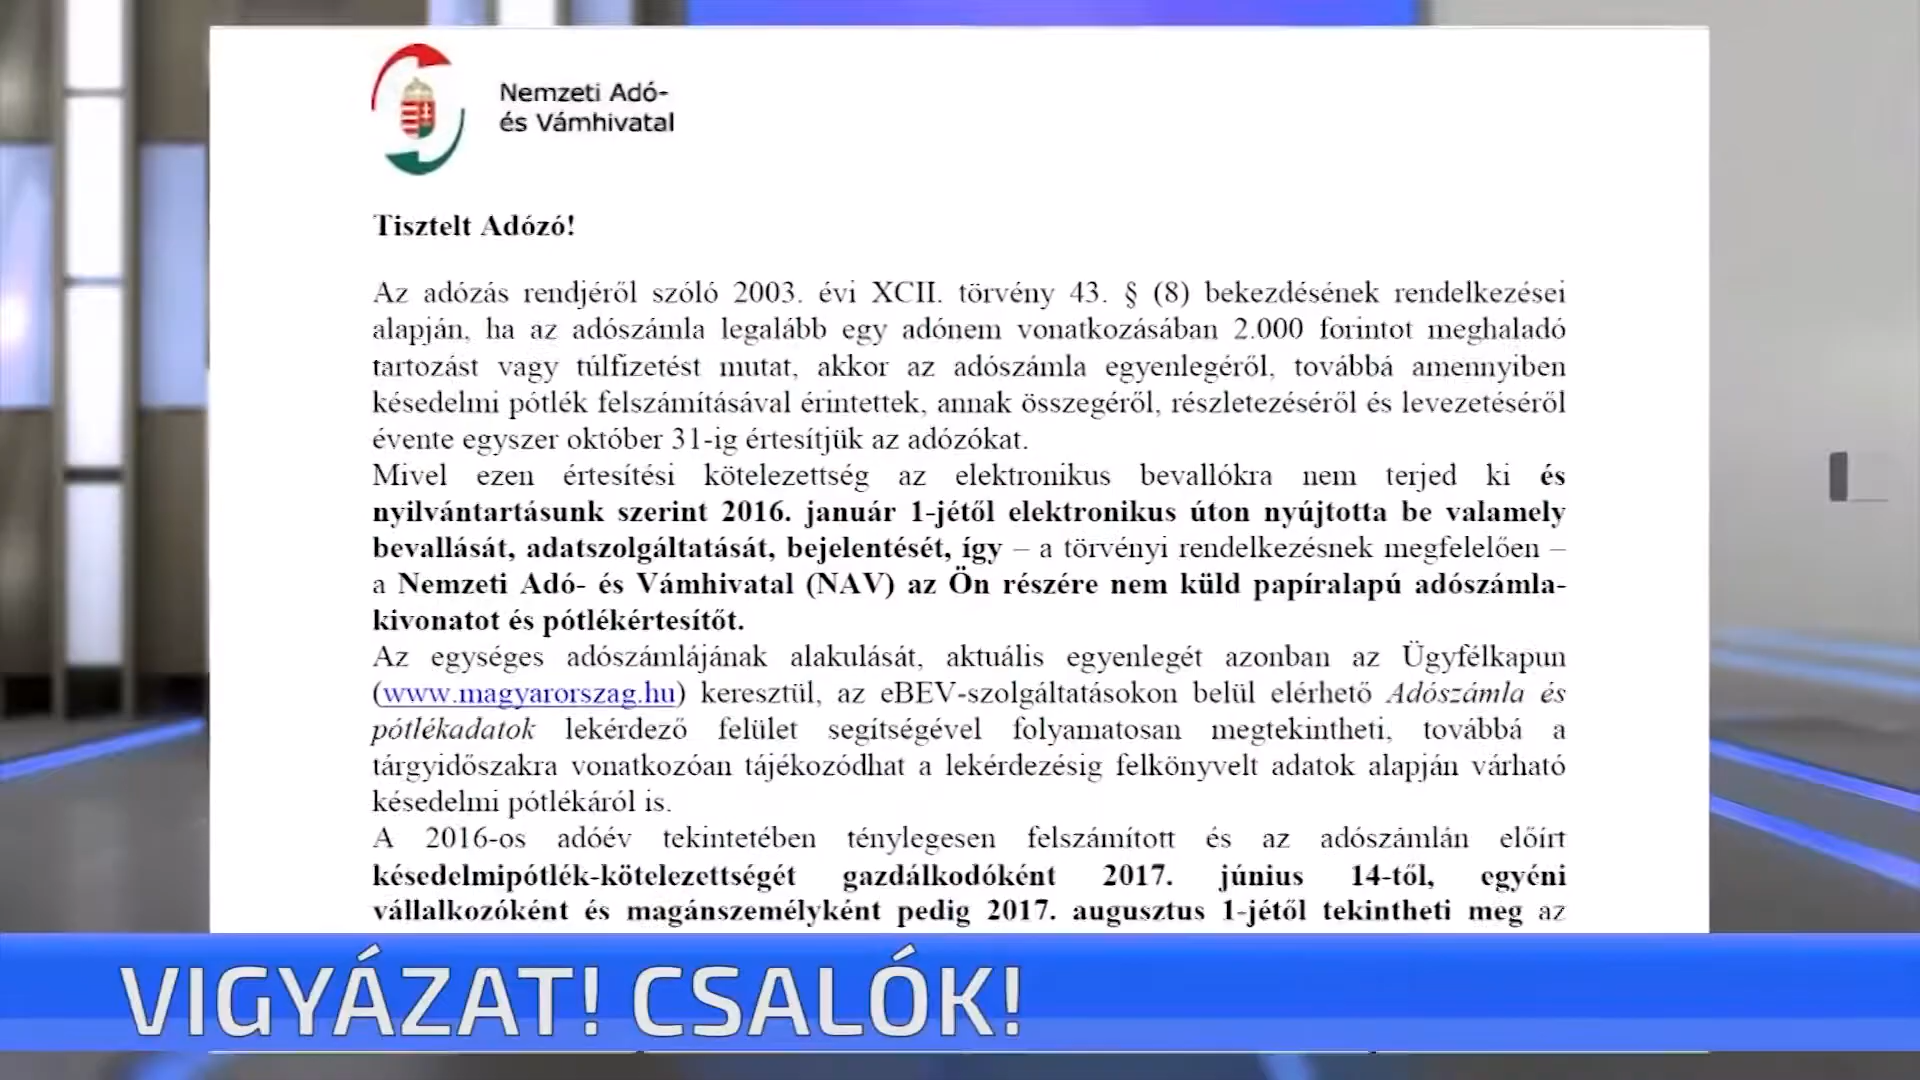 Nemzeti Adó-
és Vámhivatal
Tisztelt Adózó!
Az adózás rendjéről szóló 2003. évi XCII. törvény 43. § (8) bekezdésének rendelkezései
alapján, ha az adószámla legalább egy adónem vonatkozásában 2.000 forintot meghaladó
tartozást vagy túlfizetést mutat, akkor az adószámla egyenlegéről, továbbá amennyiben
késedelmi pótlék felszámításával érintettek, annak összegéről, részletezéséről és levezetéséről
évente egyszer október 31-ig értesítjük az adózókat.
Mivel ezen értesítési kötelezettség az elektronikus bevallókra nem terjed ki és
nyilvántartásunk szerint 2016. január 1-jétől elektronikus úton nyújtotta be valamely
bevallását, adatszolgáltatását, bejelentését, így – a törvényi rendelkezésnek megfelelően –
a Nemzeti Adó- és Vámhivatal (NAV) az Ön részére nem küld papíralapú adószámla-
kivonatot és pótlékértesítőt.
Az egységes adószámlájának alakulását, aktuális egyenlegét azonban az Ügyfélkapun
(www.magyarorszag.hu) keresztül, az eBEV-szolgáltatásokon belül elérhető Adószámla és
pótlékadatok lekérdező felület segítségével folyamatosan megtekintheti, továbbá a
tárgyidőszakra vonatkozóan tájékozódhat a lekérdezésig felkönyvelt adatok alapján várható
késedelmi pótlékáról is.
A 2016-os adóév tekintetében ténylegesen felszámított és az adószámlán előírt
késedelmipótlék-kötelezettségét gazdálkodóként 2017. június 14-től, egyéni
vállalkozóként és magánszemélyként pedig 2017. augusztus 1-jétől tekintheti meg az
VIGYÁZAT! CSALÓK!